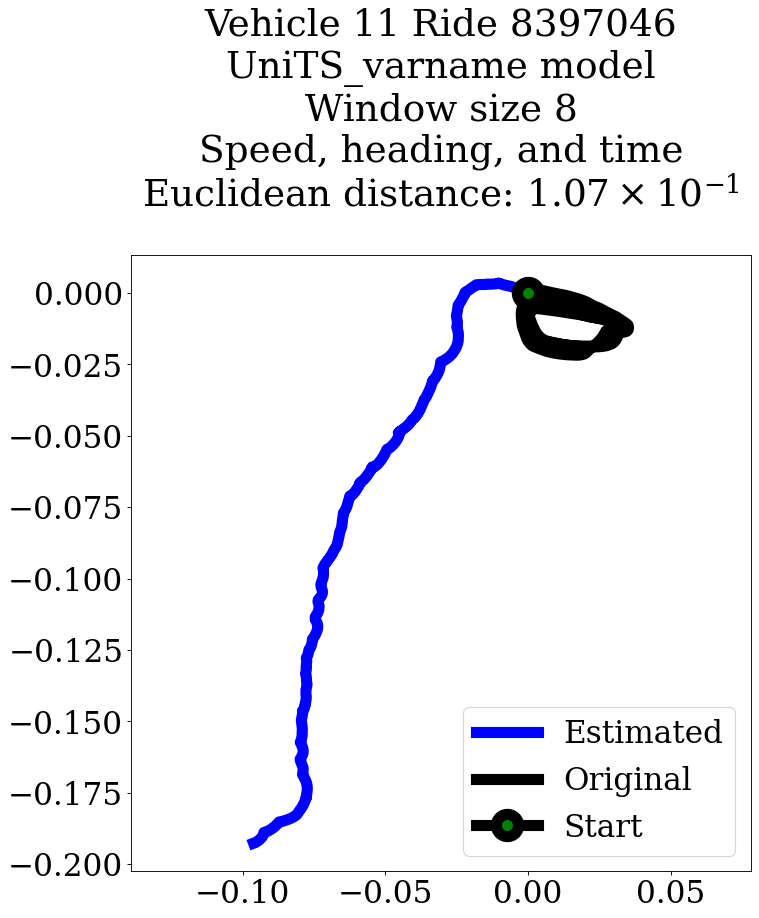 Vehicle 11 Ride 8397046
UniTS_varname model
Window size 8
Speed, heading, and time
Euclidean distance: 1.07 × 10⁻¹
0.000
−0.025
−0.050
−0.075
−0.100
−0.125
−0.150
−0.175
−0.200
Estimated
Original
Start
−0.10 −0.05 0.00 0.05